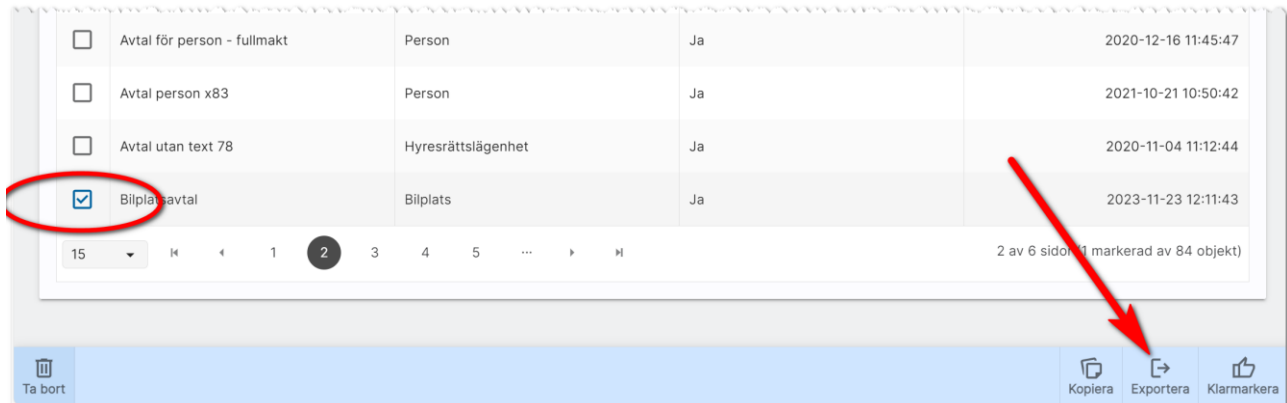 Avtal för person - fullmakt Person Ja 2020-12-16 11:45:47
Avtal person x83 Person Ja 2021-10-21 10:50:42
Avtal utan text 78 Hyresrättslägenhet Ja 2020-11-04 11:12:44
Bilplatsavtal Bilplats Ja 2023-11-23 12:11:43
15 1 2 3 4 5 ... 2 av 6 sidor (1 markerad av 84 objekt)
Ta bort Kopiera Exportera Klarmarkera